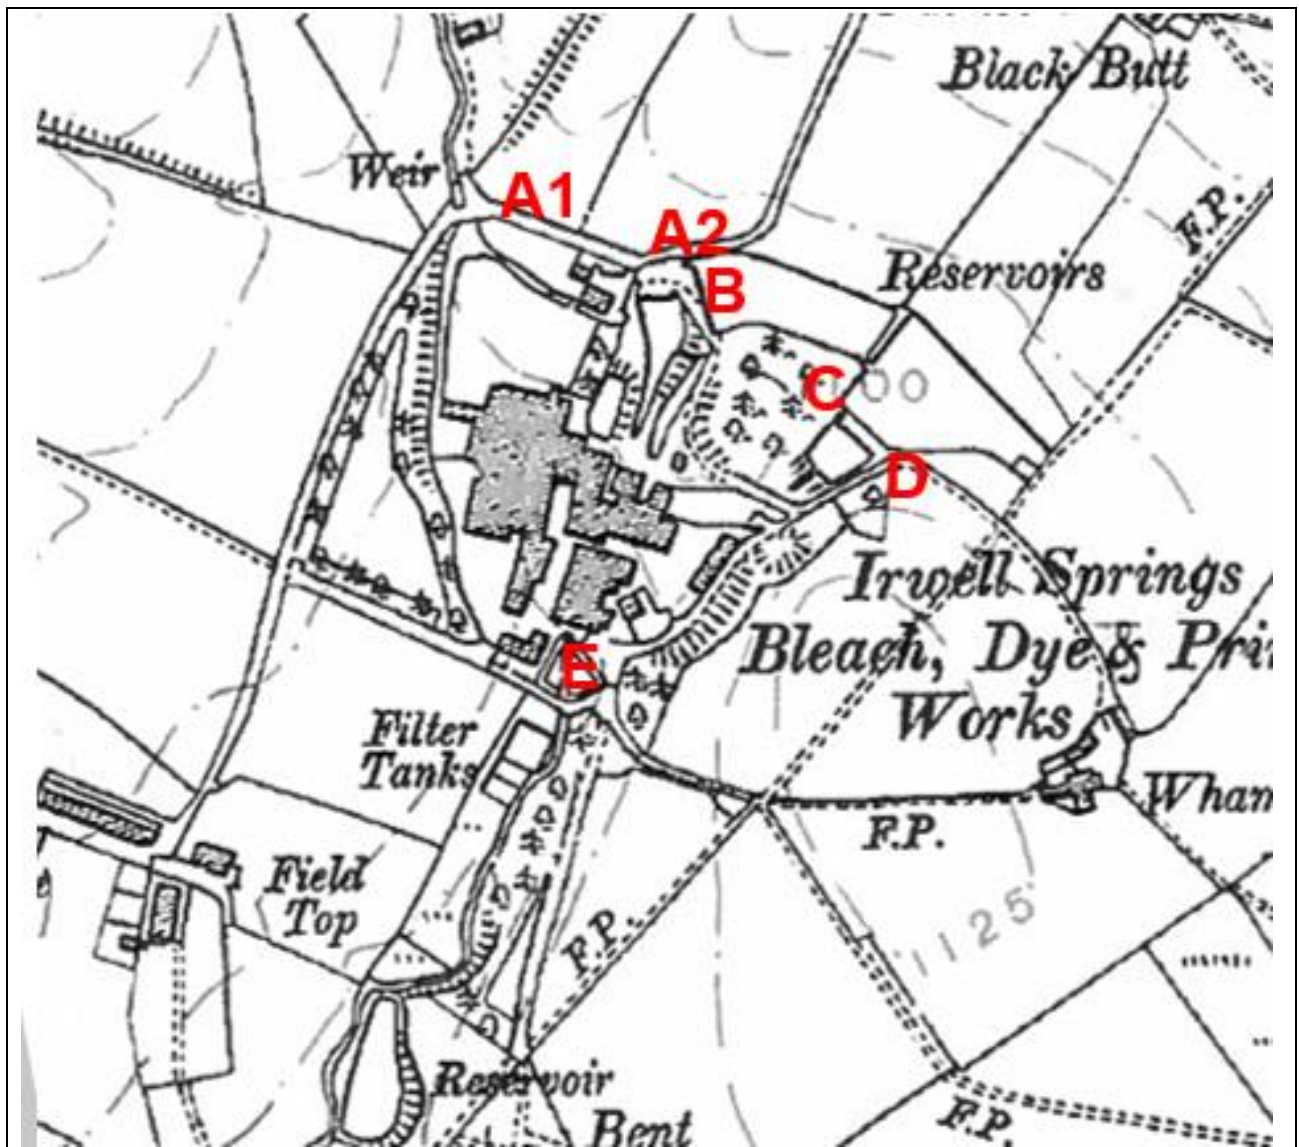 Black Butt
Weir
A1
F.P.
A2
Reservoirs
B
C
D
Irwell Springs
Bleach, Dye & Prin
Works
E
Filter
Tanks
Wham
F.P.
Field
Top
1125
F.P.
Reservoir
Bent
F.P.